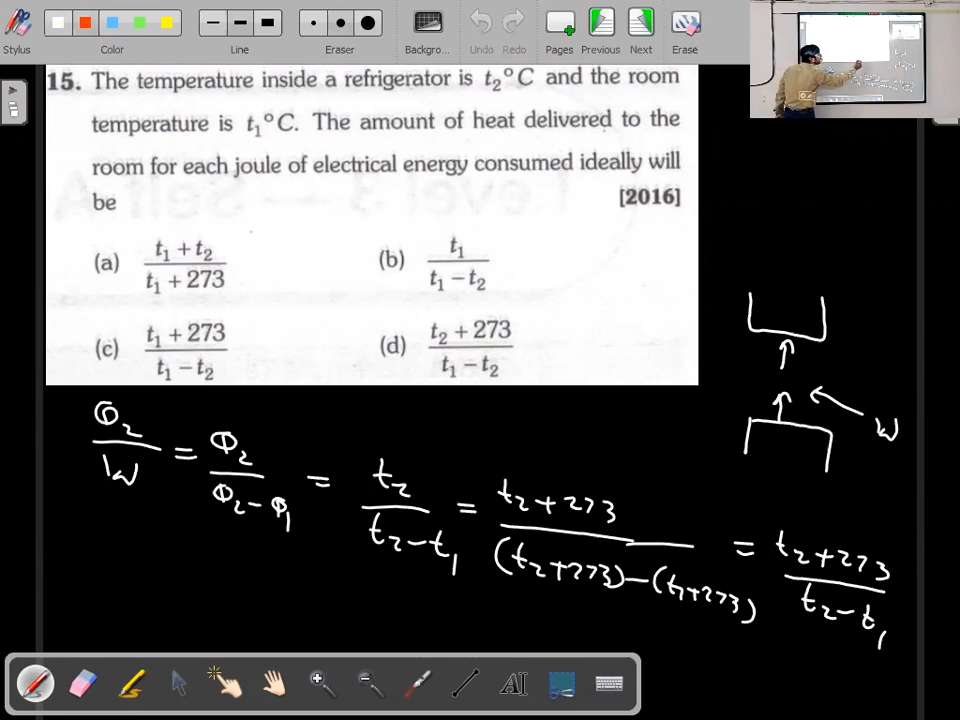 Stylus
Color
Line
Eraser
Backgro...
Undo
Redo
Pages
Previous
Next
Erase
15. The temperature inside a refrigerator is t₂°C and the room
temperature is t₁°C. The amount of heat delivered to the
room for each joule of electrical energy consumed ideally will
be [2016]
(a) (t₁ + t₂)/(t₁ + 273) (b) t₁/(t₁ − t₂)
(c) (t₁ + 273)/(t₁ − t₂) (d) (t₂ + 273)/(t₁ − t₂)
W
Q₂/W = Q₂/(Q₂ − Q₁) = t₂/(t₂ − t₁) = (t₂+273)/((t₂+273)−(t₁+273)) = (t₂+273)/(t₂−t₁)
AI